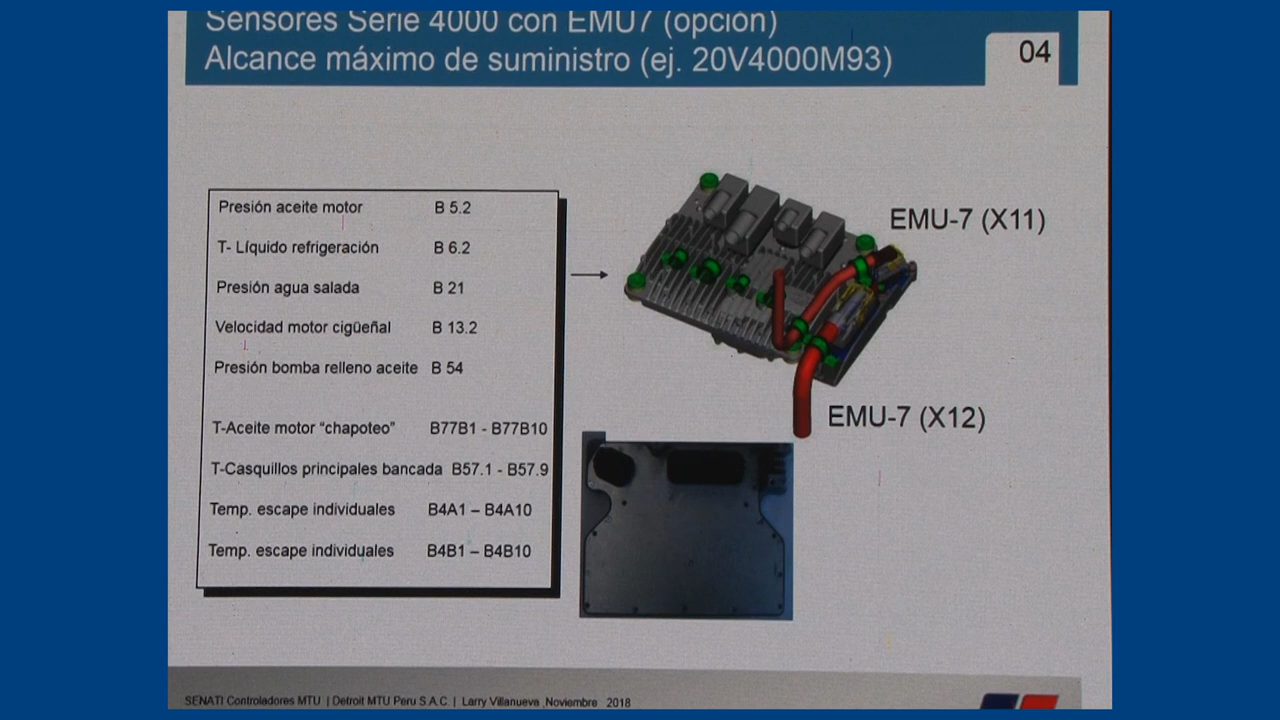 Sensores Serie 4000 con EMU7 (opción)
Alcance máximo de suministro (ej. 20V4000M93)
04
Presión aceite motor B 5.2
T- Líquido refrigeración B 6.2
Presión agua salada B 21
Velocidad motor cigüeñal B 13.2
Presión bomba relleno aceite B 54
T-Aceite motor “chapoteo” B77B1 - B77B10
T-Casquillos principales bancada B57.1 - B57.9
Temp. escape individuales B4A1 – B4A10
Temp. escape individuales B4B1 – B4B10
EMU-7 (X11)
EMU-7 (X12)
SENATI Controladores MTU | Detroit MTU Peru S.A.C. | Larry Villanueva ,Noviembre 2018